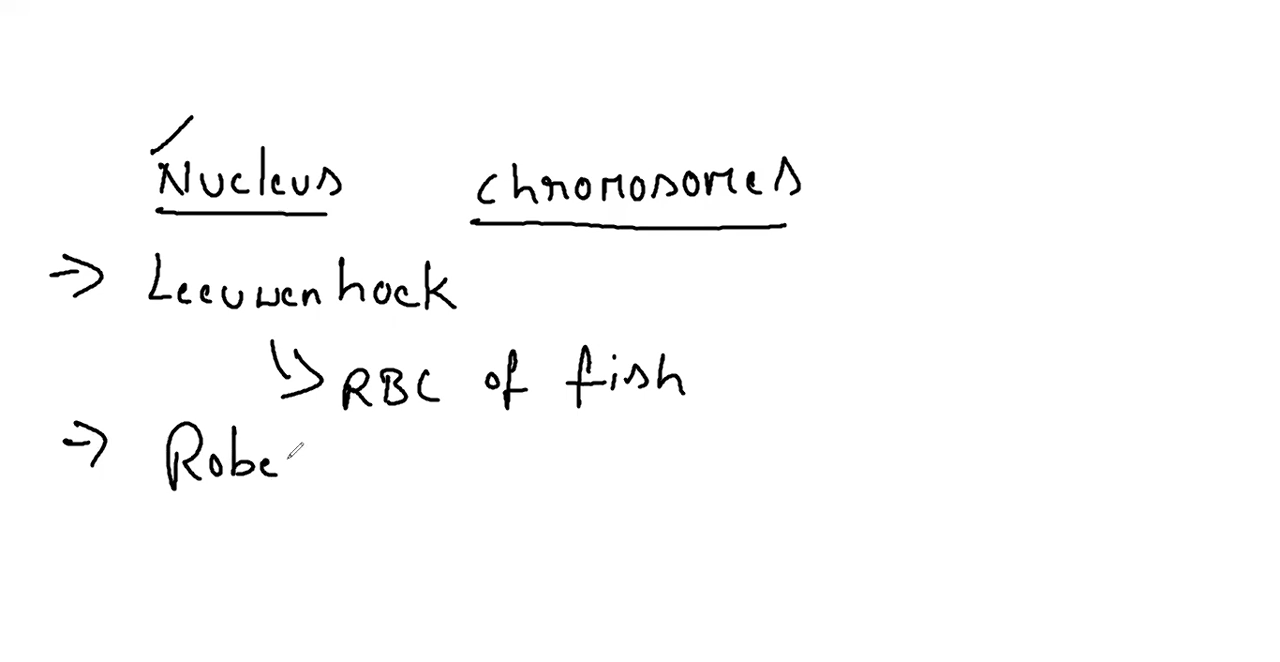 Nucleus chromosomes
→ Leeuwenhoek
↳ RBC of fish
→ Robe